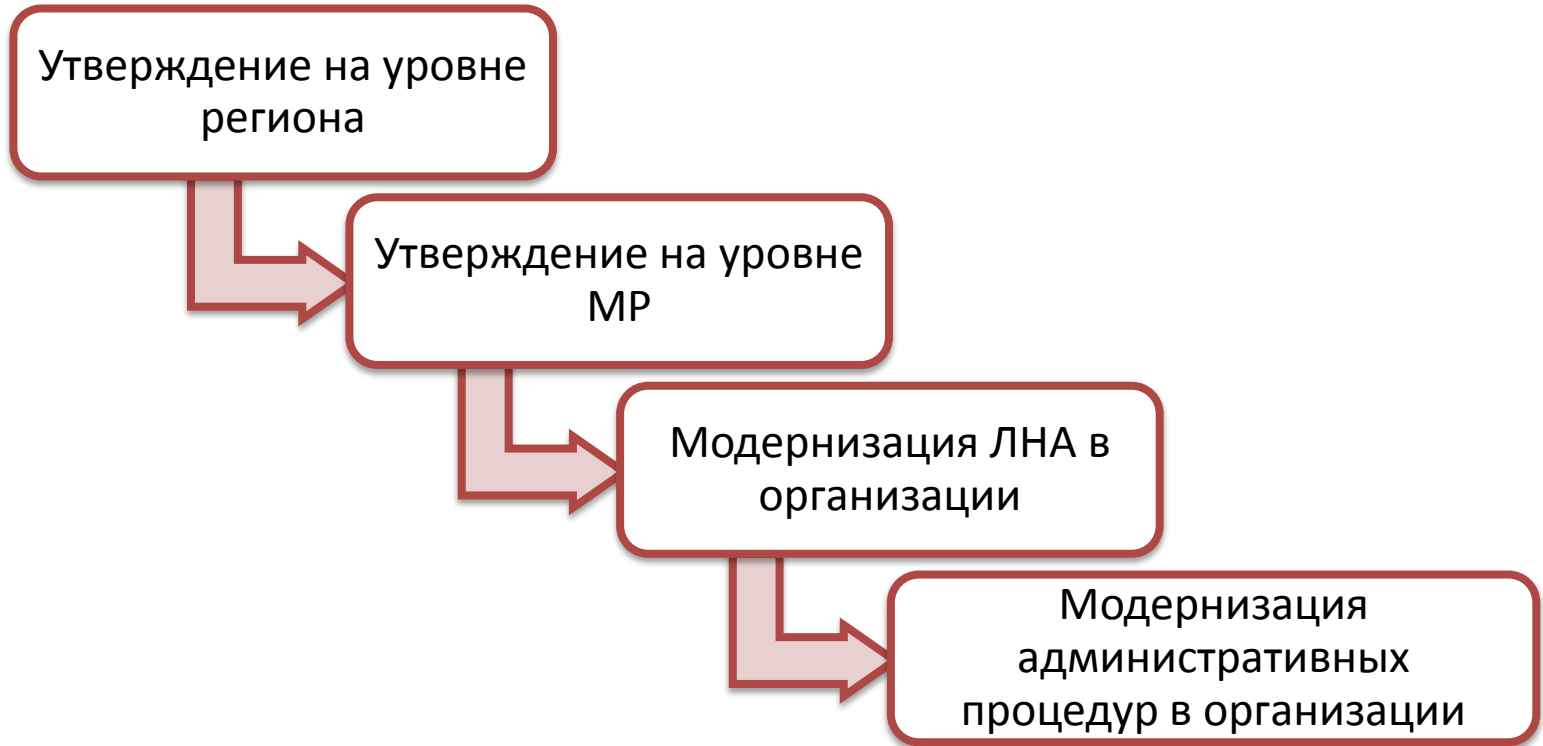 Утверждение на уровне
региона
Утверждение на уровне
МР
Модернизация ЛНА в
организации
Модернизация
административных
процедур в организации